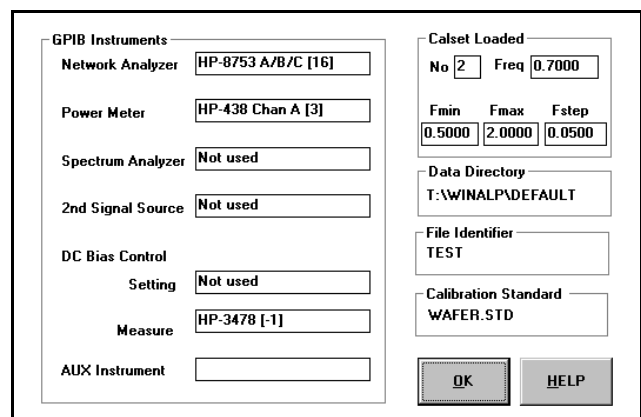 GPIB Instruments
Network Analyzer HP-8753 A/B/C [16]
Power Meter HP-438 Chan A [3]
Spectrum Analyzer Not used
2nd Signal Source Not used
DC Bias Control
Setting Not used
Measure HP-3478 [-1]
AUX Instrument
Calset Loaded
No 2 Freq 0.7000
Fmin Fmax Fstep
0.5000 2.0000 0.0500
Data Directory
T:\WINALP\DEFAULT
File Identifier
TEST
Calibration Standard
WAFER.STD
OK HELP